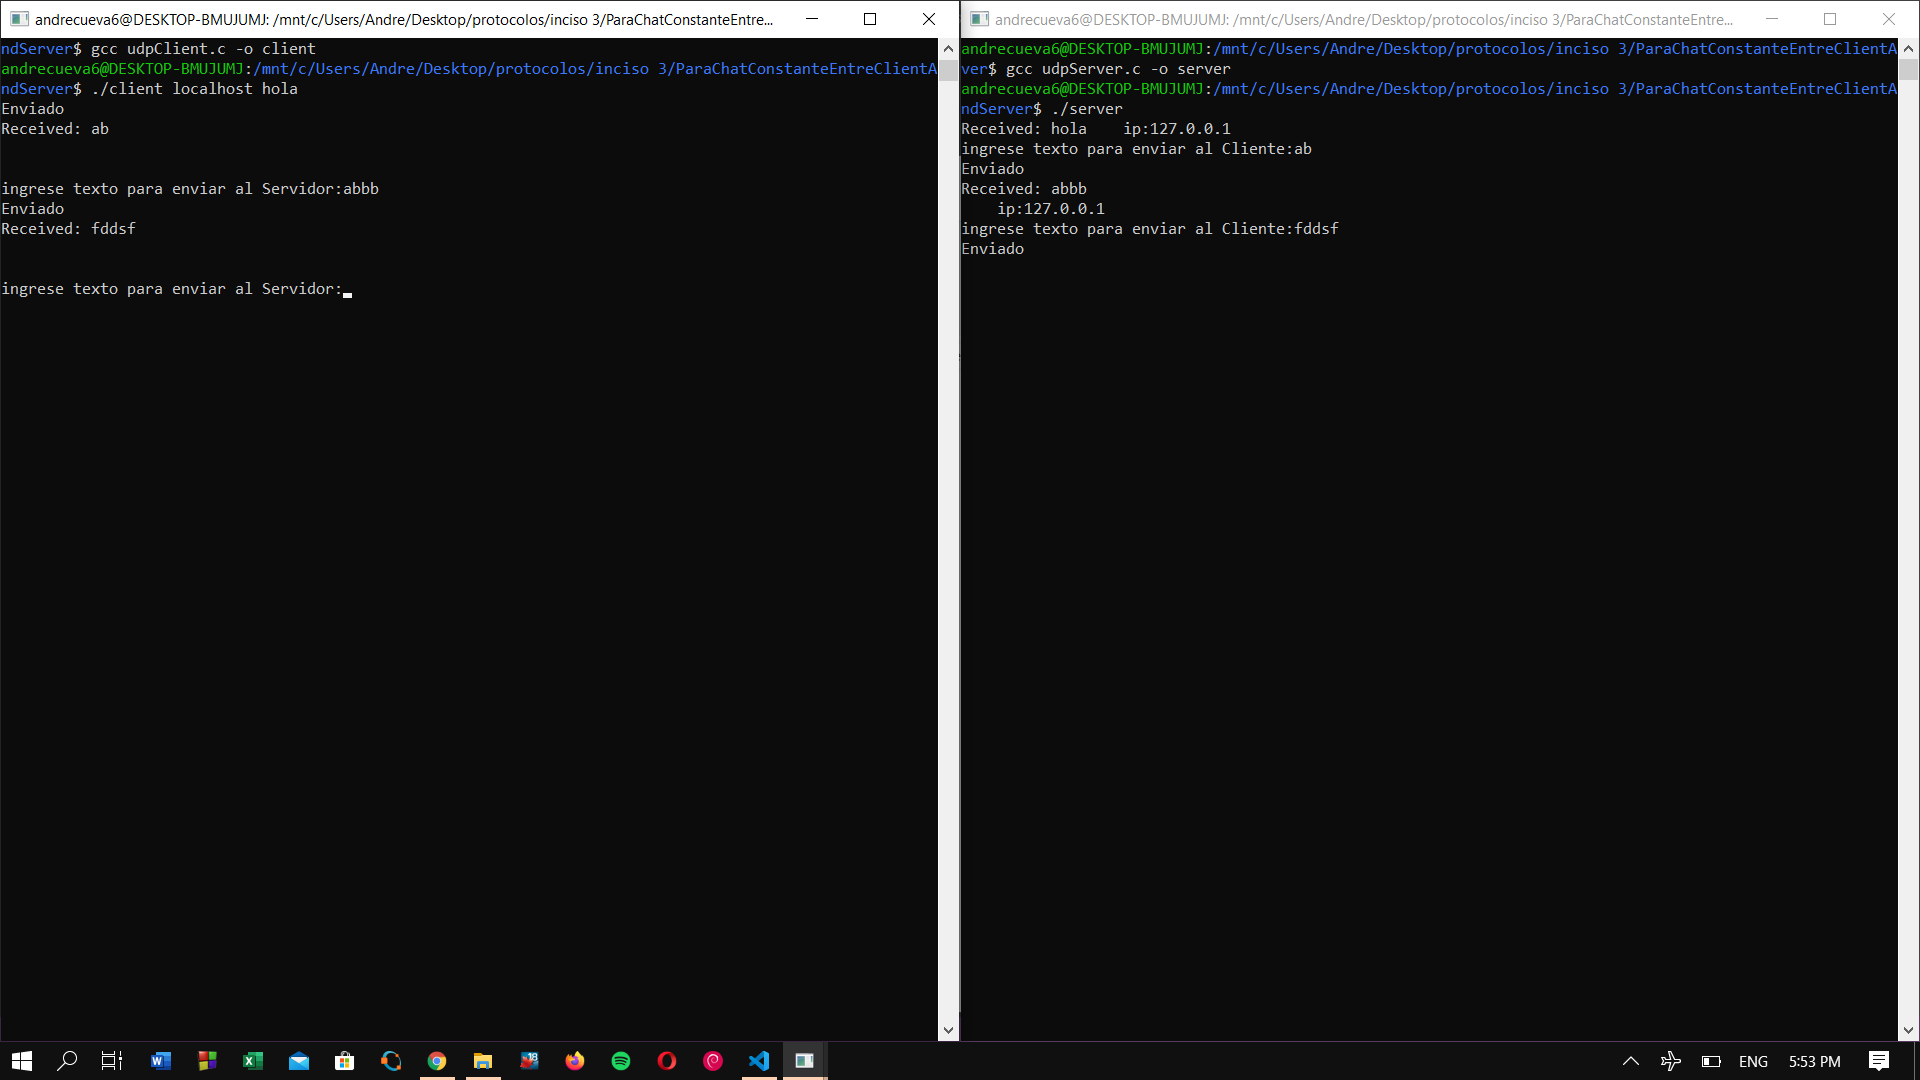 andrecueva6@DESKTOP-BMUJUMJ: /mnt/c/Users/Andre/Desktop/protocolos/inciso 3/ParaChatConstanteEntre...
ndServer$ gcc udpClient.c -o client
andrecueva6@DESKTOP-BMUJUMJ:/mnt/c/Users/Andre/Desktop/protocolos/inciso 3/ParaChatConstanteEntreClientA
ndServer$ ./client localhost hola
Enviado
Received: ab
ingrese texto para enviar al Servidor:abbb
Enviado
Received: fddsf
ingrese texto para enviar al Servidor:
andrecueva6@DESKTOP-BMUJUMJ: /mnt/c/Users/Andre/Desktop/protocolos/inciso 3/ParaChatConstanteEntre...
andrecueva6@DESKTOP-BMUJUMJ:/mnt/c/Users/Andre/Desktop/protocolos/inciso 3/ParaChatConstanteEntreClientA
ver$ gcc udpServer.c -o server
andrecueva6@DESKTOP-BMUJUMJ:/mnt/c/Users/Andre/Desktop/protocolos/inciso 3/ParaChatConstanteEntreClientA
ndServer$ ./server
Received: hola    ip:127.0.0.1
ingrese texto para enviar al Cliente:ab
Enviado
Received: abbb
    ip:127.0.0.1
ingrese texto para enviar al Cliente:fddsf
Enviado
18
ENG
5:53 PM